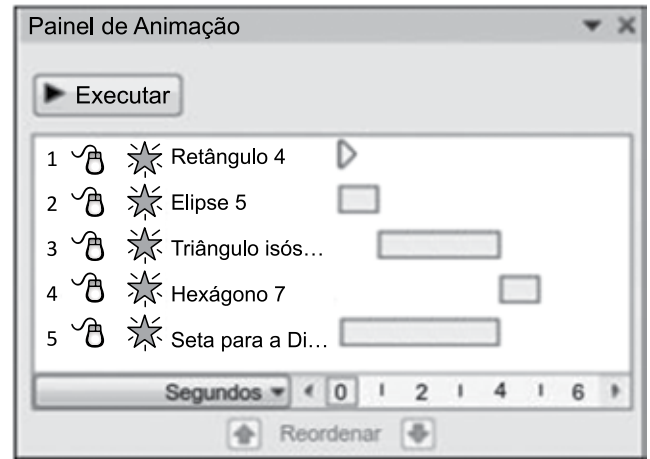 Painel de Animação
Executar
1 Retângulo 4
2 Elipse 5
3 Triângulo isós...
4 Hexágono 7
5 Seta para a Di...
Segundos 0 2 4 6
Reordenar